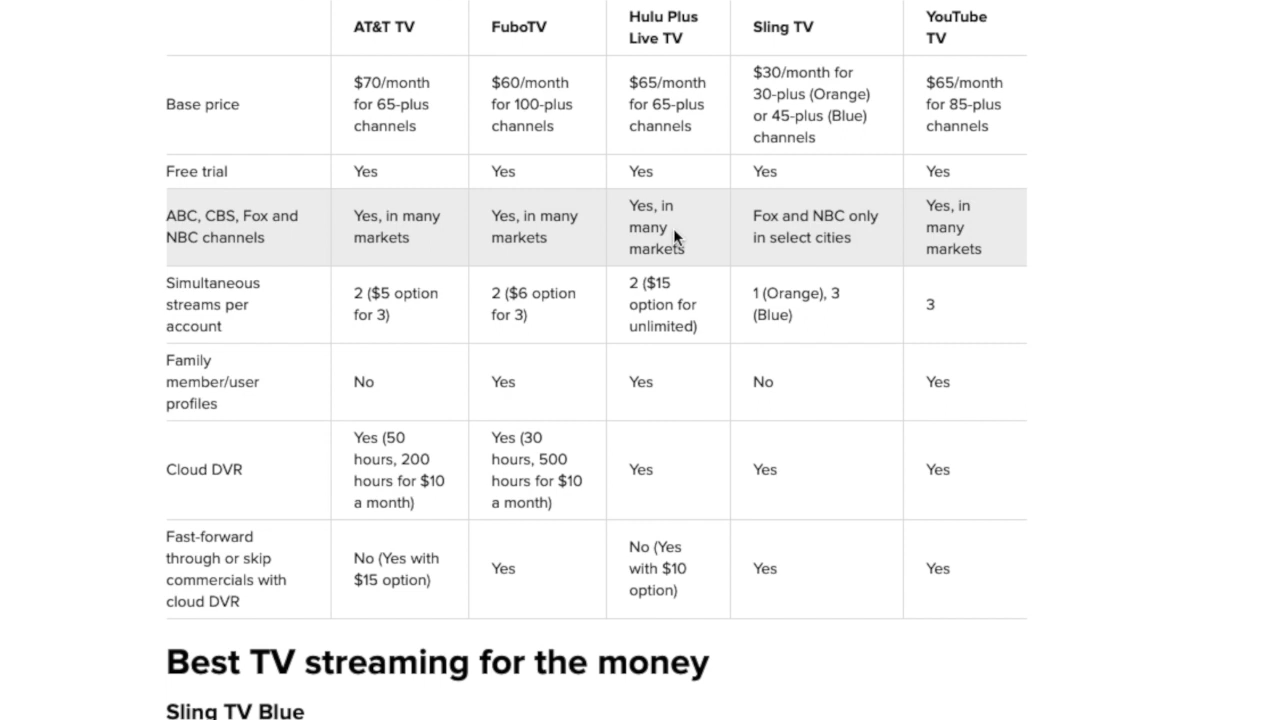 AT&T TV
FuboTV
Hulu Plus
Live TV
Sling TV
YouTube
TV
Base price
$70/month
for 65-plus
channels
$60/month
for 100-plus
channels
$65/month
for 65-plus
channels
$30/month for
30-plus (Orange)
or 45-plus (Blue)
channels
$65/month
for 85-plus
channels
Free trial
Yes
Yes
Yes
Yes
Yes
ABC, CBS, Fox and
NBC channels
Yes, in many
markets
Yes, in many
markets
Yes, in
many
markets
Fox and NBC only
in select cities
Yes, in
many
markets
Simultaneous
streams per
account
2 ($5 option
for 3)
2 ($6 option
for 3)
2 ($15
option for
unlimited)
1 (Orange), 3
(Blue)
3
Family
member/user
profiles
No
Yes
Yes
No
Yes
Cloud DVR
Yes (50
hours, 200
hours for $10
a month)
Yes (30
hours, 500
hours for $10
a month)
Yes
Yes
Yes
Fast-forward
through or skip
commercials with
cloud DVR
No (Yes with
$15 option)
Yes
No (Yes
with $10
option)
Yes
Yes
Best TV streaming for the money
Sling TV Blue